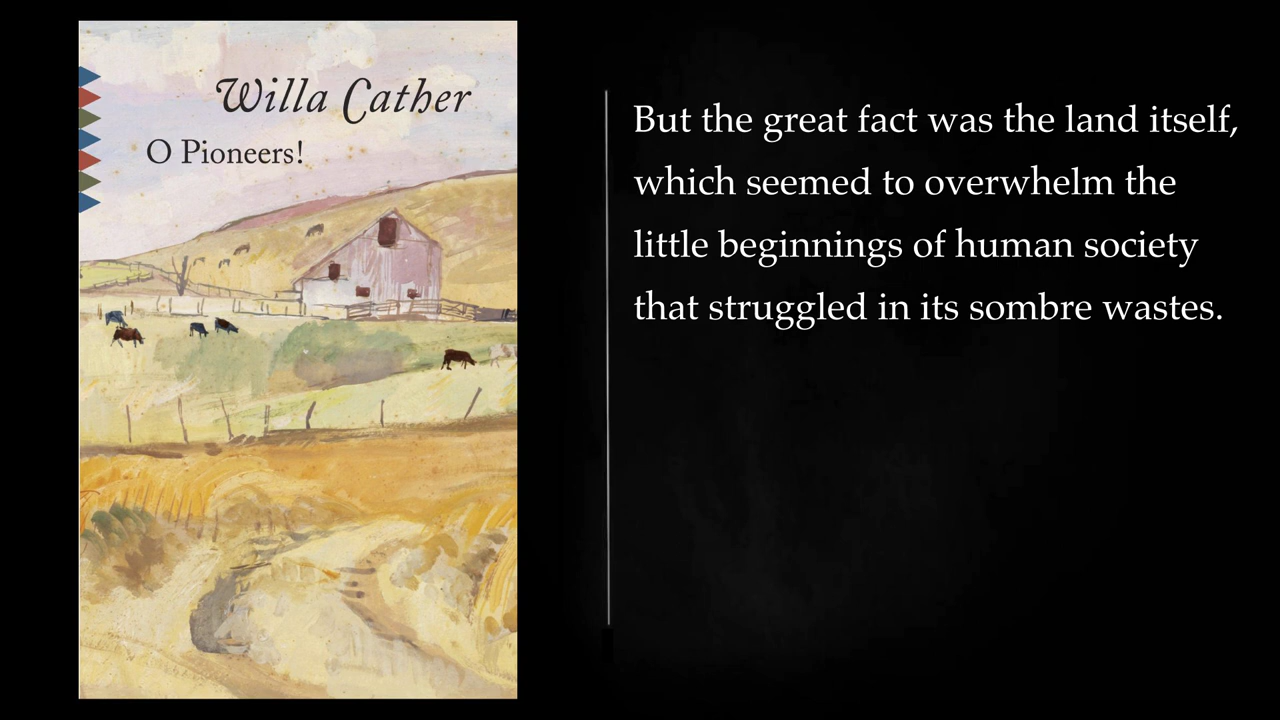 Willa Cather
O Pioneers!
But the great fact was the land itself,
which seemed to overwhelm the
little beginnings of human society
that struggled in its sombre wastes.